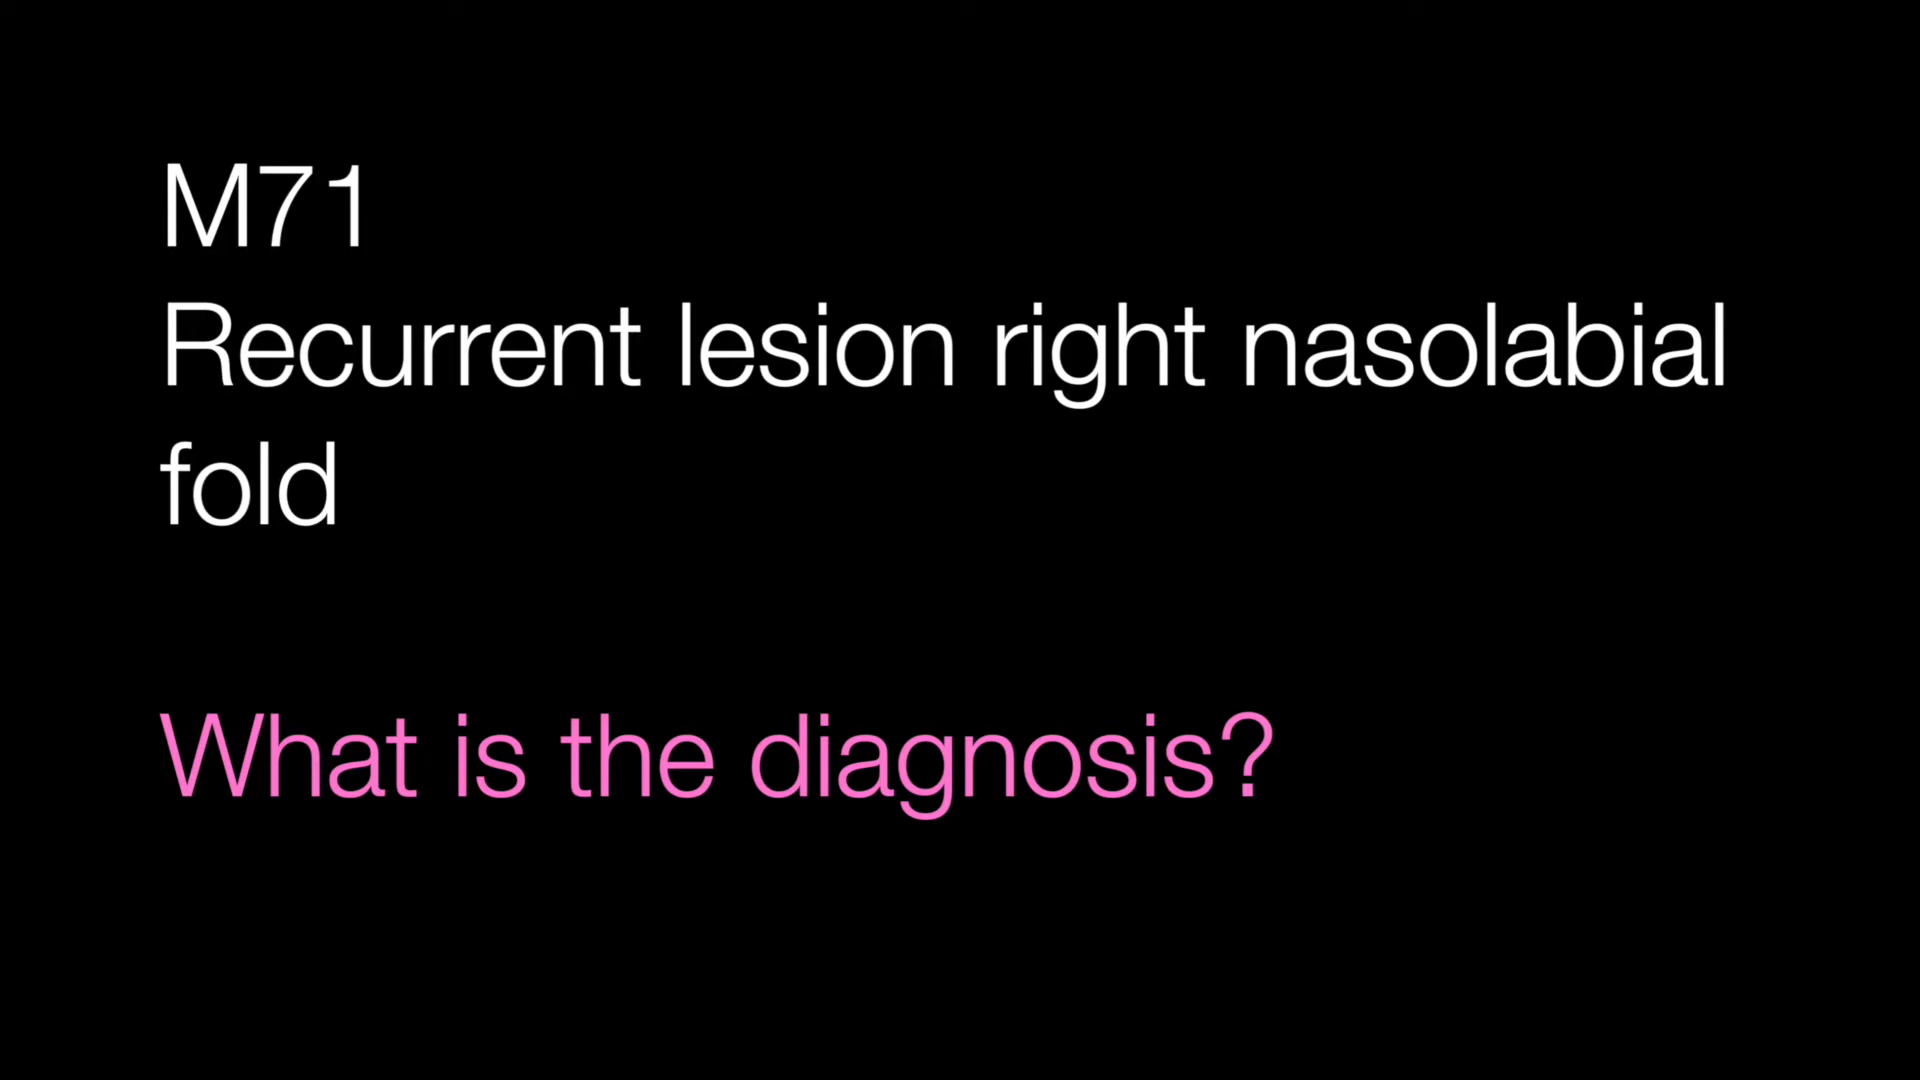 M71
Recurrent lesion right nasolabial
fold
What is the diagnosis?